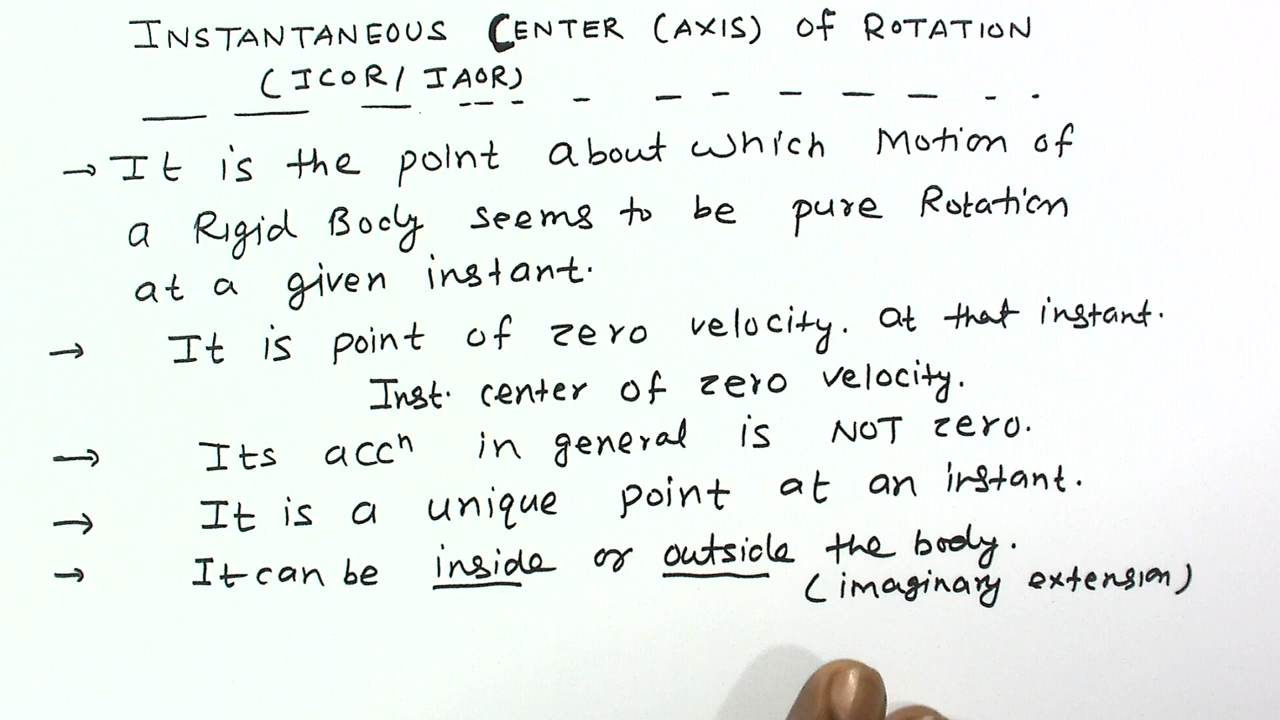 INSTANTANEOUS CENTER (AXIS) Of ROTATION
(ICOR/ IAOR)
→ It is the point about which Motion of
a Rigid Body seems to be pure Rotation
at a given instant.
→ It is point of zero velocity. at that instant.
Inst. center of zero velocity.
→ Its accⁿ in general is NOT zero.
→ It is a unique point at an instant.
→ It can be inside or outside the body.
(imaginary extension)